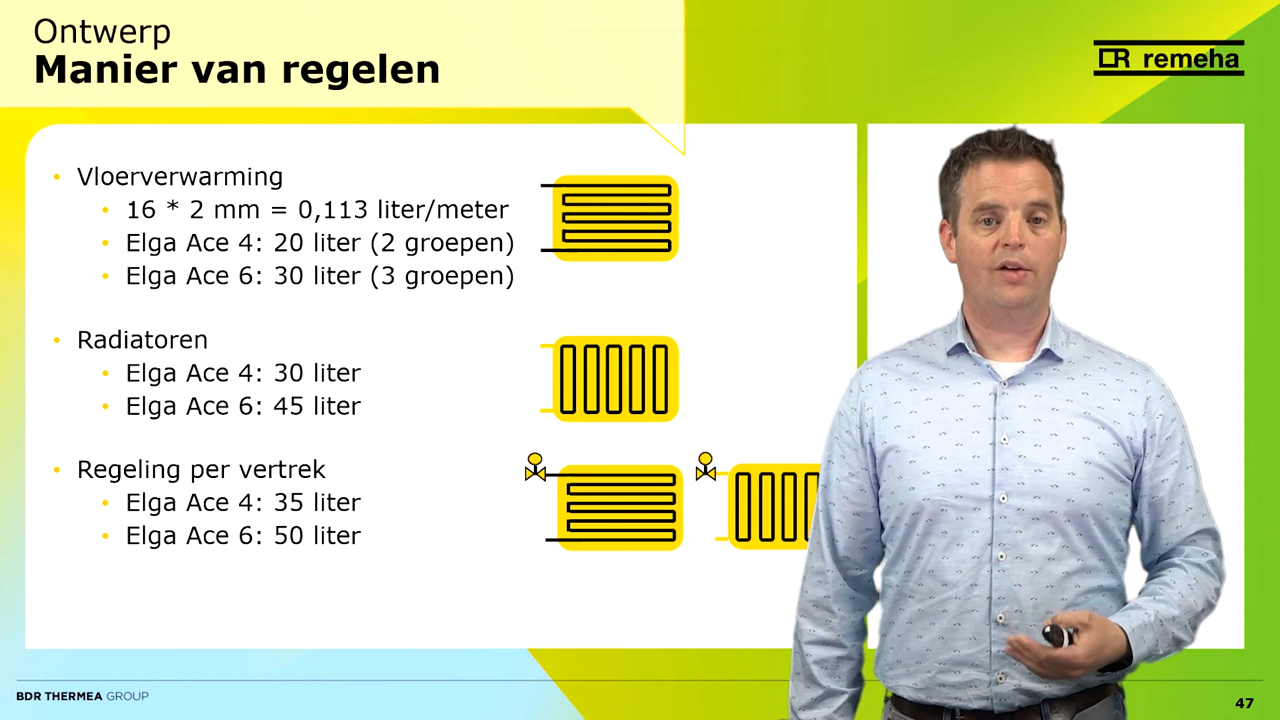 Ontwerp
Manier van regelen
remeha
• Vloerverwarming
• 16 * 2 mm = 0,113 liter/meter
• Elga Ace 4: 20 liter (2 groepen)
• Elga Ace 6: 30 liter (3 groepen)
• Radiatoren
• Elga Ace 4: 30 liter
• Elga Ace 6: 45 liter
• Regeling per vertrek
• Elga Ace 4: 35 liter
• Elga Ace 6: 50 liter
BDR THERMEA GROUP
47